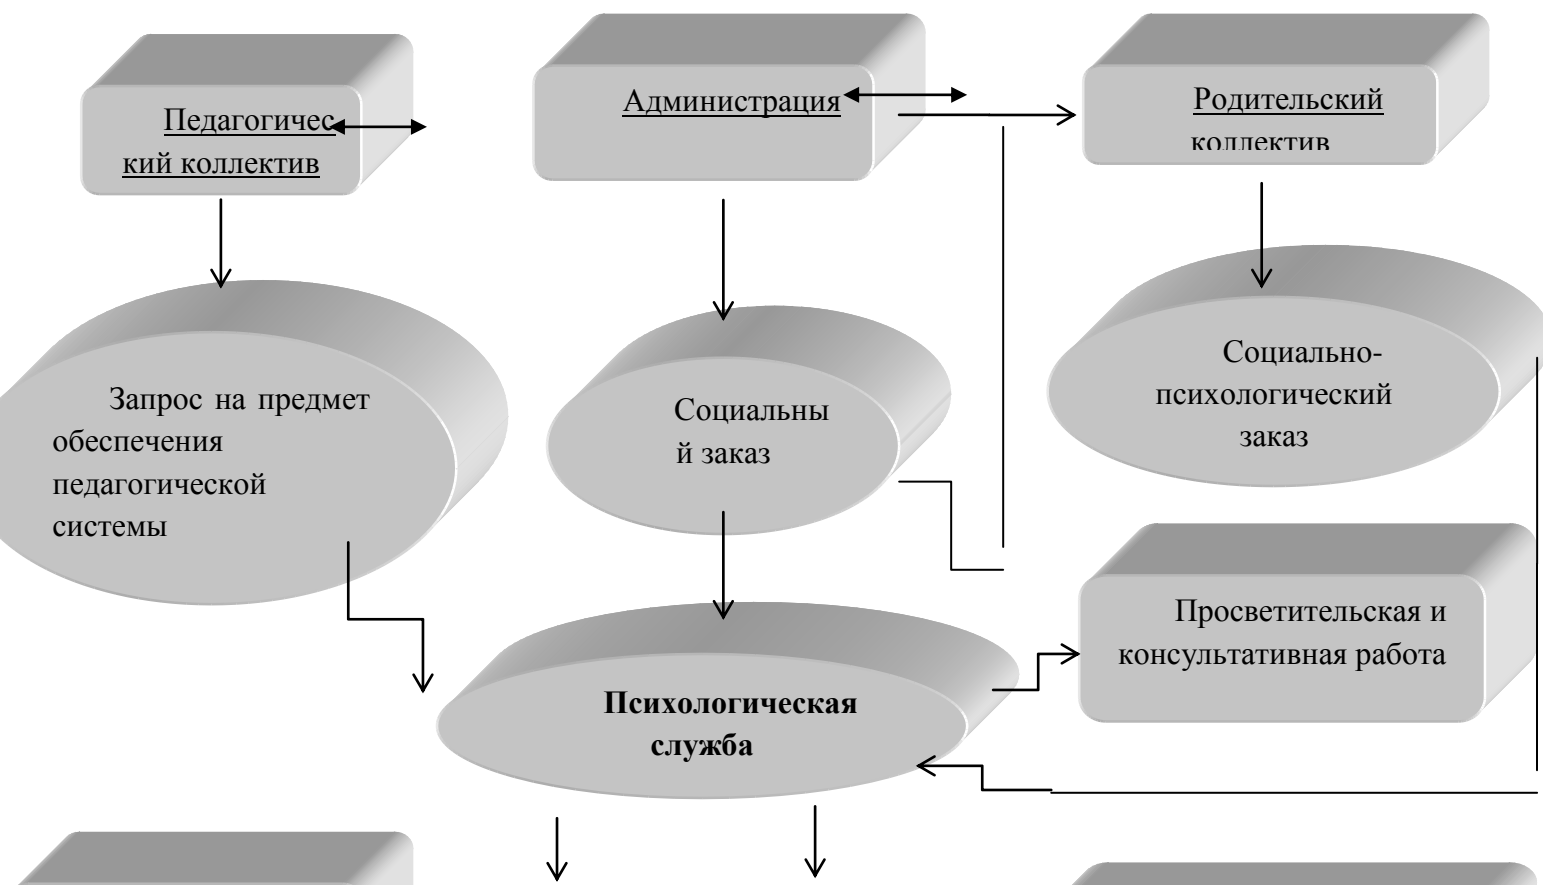 Педагогичес
кий коллектив
Администрация
Родительский
коллектив
Запрос на предмет
обеспечения
педагогической
системы
Социальны
й заказ
Социально-
психологический
заказ
Просветительская и
консультативная работа
Психологическая
служба